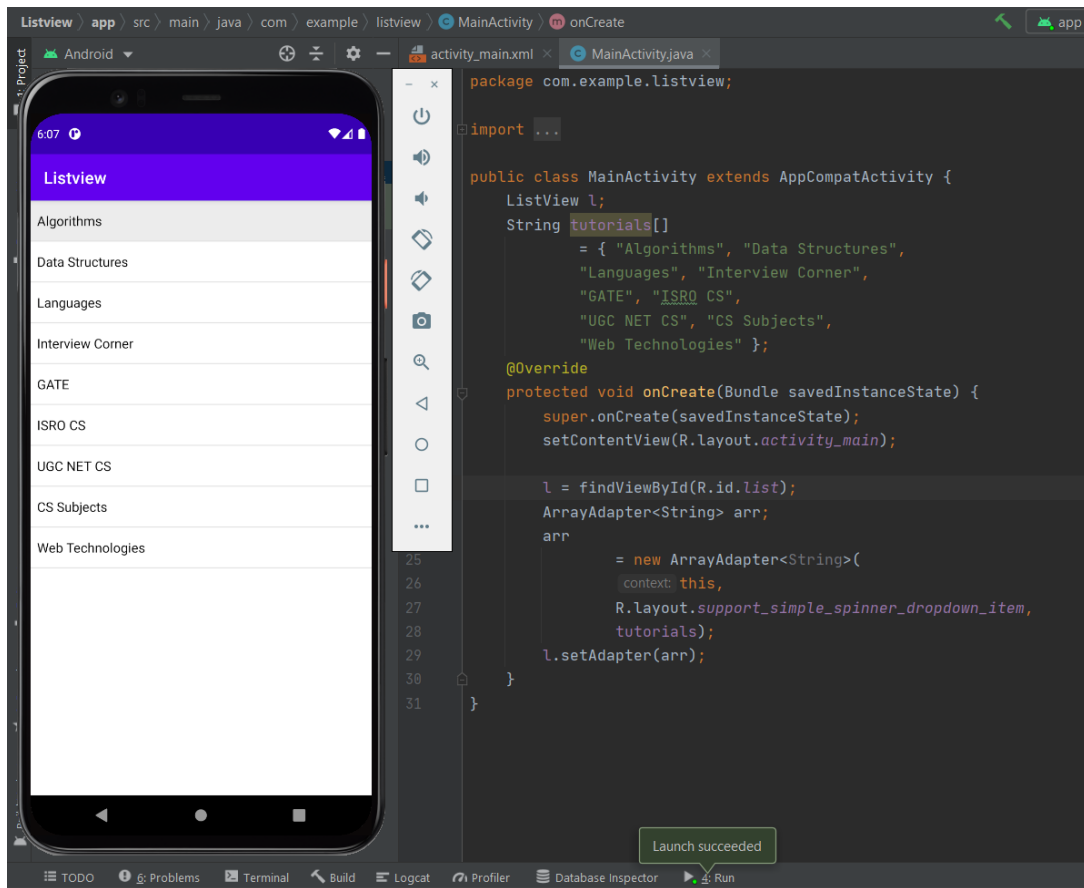 Listview app src main java com example listview MainActivity onCreate app
1: Project
Android
activity_main.xml
MainActivity.java
6:07
Listview
Algorithms
Data Structures
Languages
Interview Corner
GATE
ISRO CS
UGC NET CS
CS Subjects
Web Technologies
package com.example.listview;
import ...
public class MainActivity extends AppCompatActivity {
ListView l;
String tutorials[]
= { "Algorithms", "Data Structures",
"Languages", "Interview Corner",
"GATE", "ISRO CS",
"UGC NET CS", "CS Subjects",
"Web Technologies" };
@Override
protected void onCreate(Bundle savedInstanceState) {
super.onCreate(savedInstanceState);
setContentView(R.layout.activity_main);
l = findViewById(R.id.list);
ArrayAdapter<String> arr;
arr
25 = new ArrayAdapter<String>(
26 context: this,
27 R.layout.support_simple_spinner_dropdown_item,
28 tutorials);
29 l.setAdapter(arr);
30 }
31 }
Launch succeeded
TODO 6: Problems Terminal Build Logcat Profiler Database Inspector 4: Run